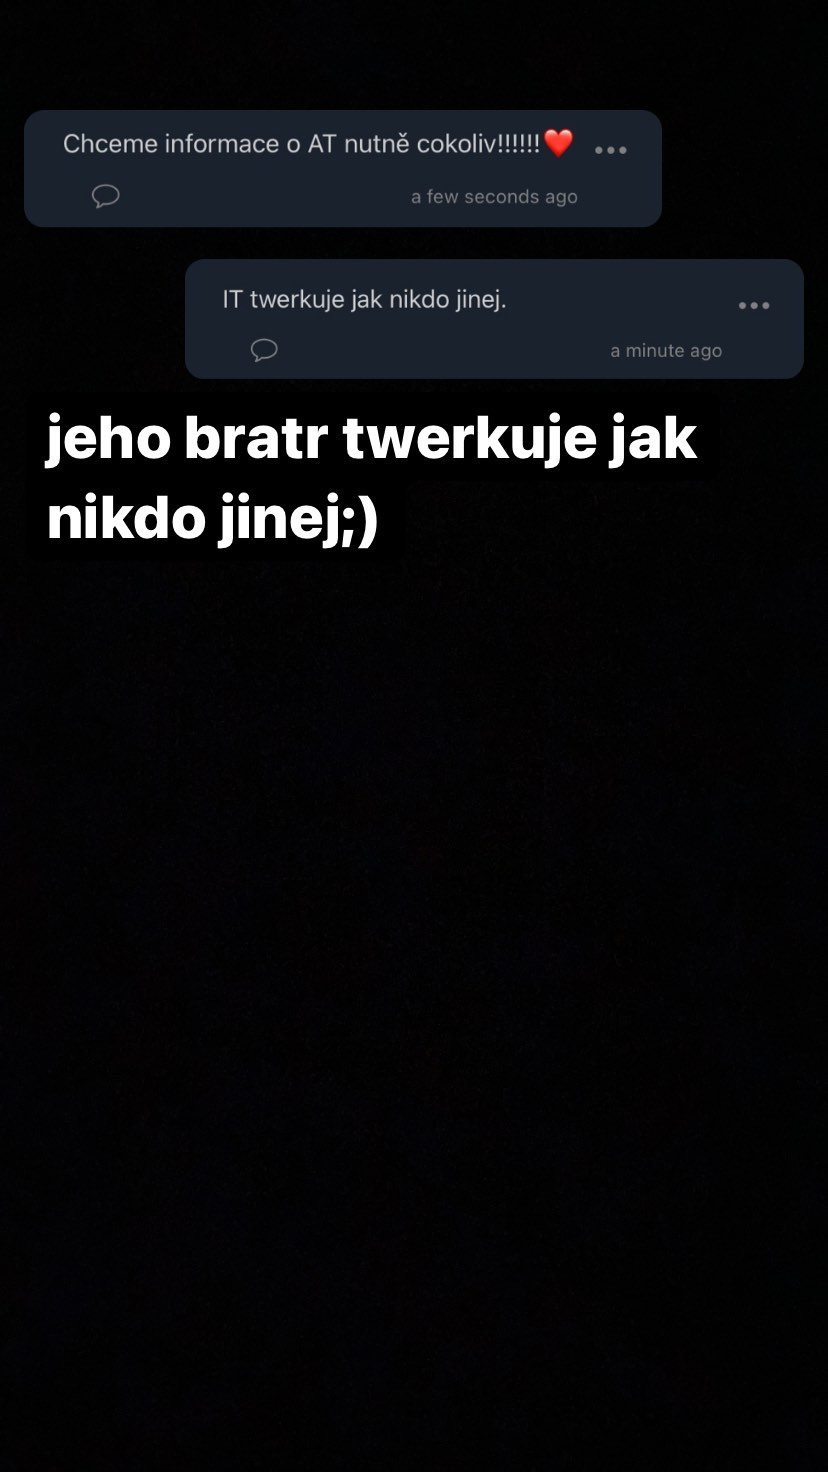 Chceme informace o AT nutně cokoliv!!!!!!❤️ •••
a few seconds ago
IT twerkuje jak nikdo jinej. •••
a minute ago
jeho bratr twerkuje jak
nikdo jinej;)